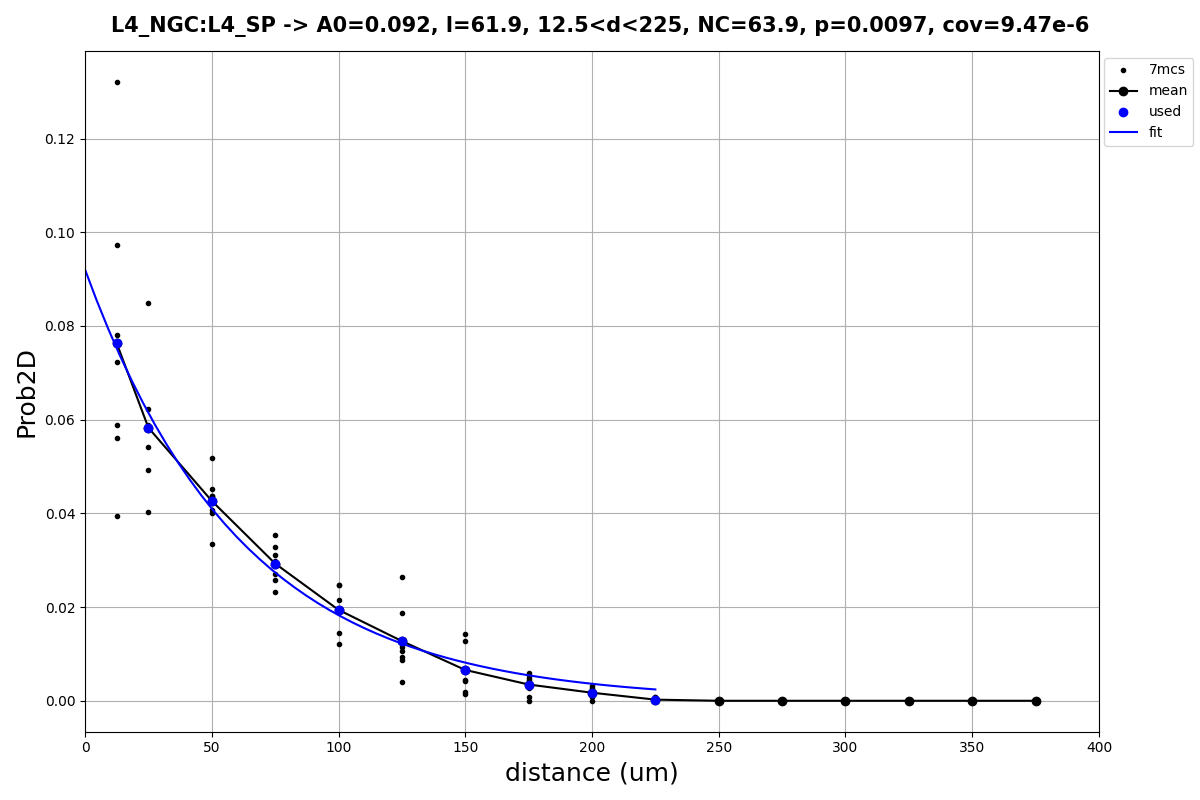 L4_NGC:L4_SP -> A0=0.092, l=61.9, 12.5<d<225, NC=63.9, p=0.0097, cov=9.47e-6
7mcs
mean
used
fit
0.12
0.10
0.08
0.06
0.04
0.02
0.00
Prob2D
0 50 100 150 200 250 300 350 400
distance (um)